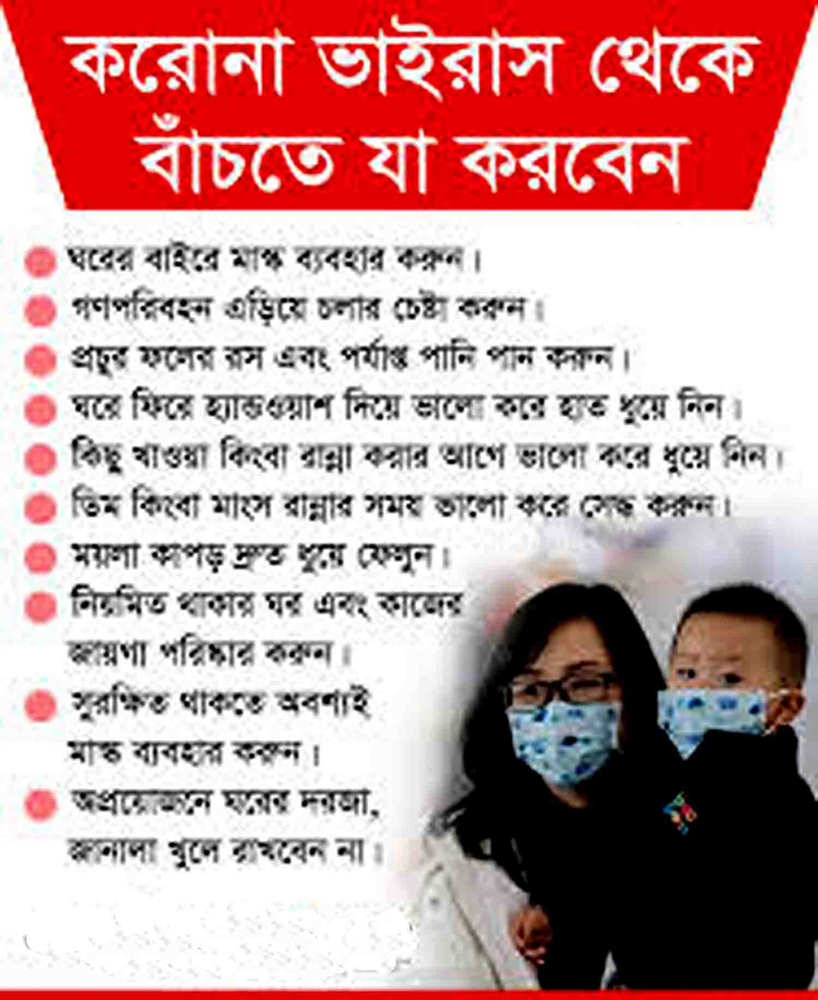 করোনা ভাইরাস থেকে
বাঁচতে যা করবেন
ঘরের বাইরে মাস্ক ব্যবহার করুন।
গণপরিবহন এড়িয়ে চলার চেষ্টা করুন।
প্রচুর ফলের রস এবং পর্যাপ্ত পানি পান করুন।
ঘরে ফিরে হ্যান্ডওয়াশ দিয়ে ভালো করে হাত ধুয়ে নিন।
কিছু খাওয়া কিংবা রান্না করার আগে ভালো করে ধুয়ে নিন।
ডিম কিংবা মাংস রান্নার সময় ভালো করে সেদ্ধ করুন।
ময়লা কাপড় দ্রুত ধুয়ে ফেলুন।
নিয়মিত থাকার ঘর এবং কাজের
জায়গা পরিষ্কার করুন।
সুরক্ষিত থাকতে অবশ্যই
মাস্ক ব্যবহার করুন।
অপ্রয়োজনে ঘরের দরজা,
জানালা খুলে রাখবেন না।